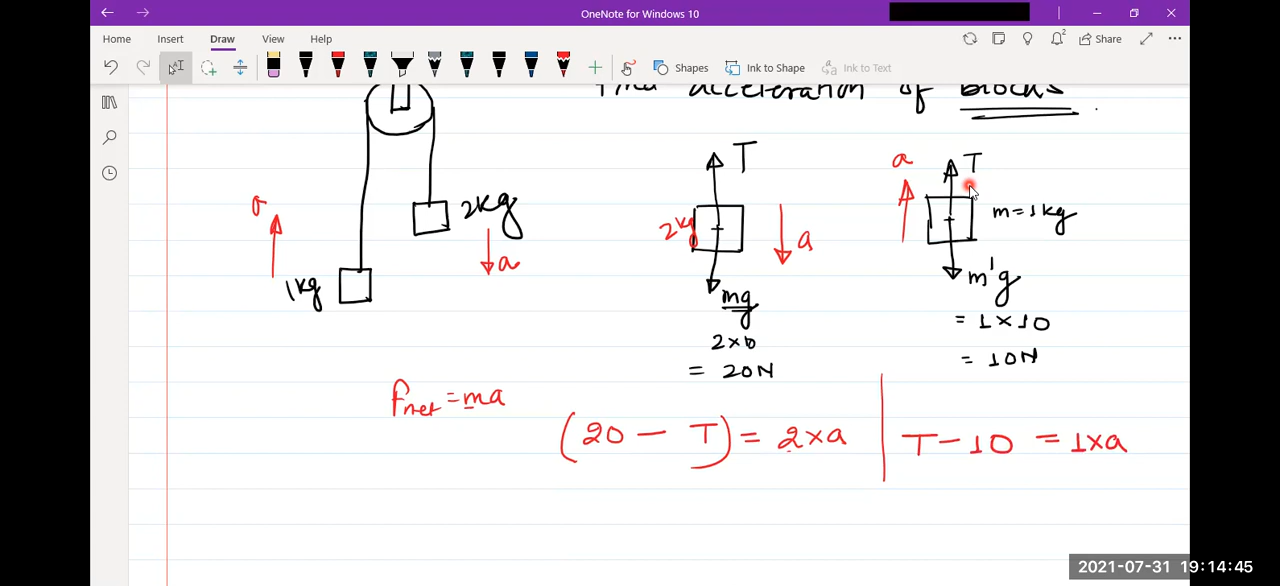 OneNote for Windows 10
Home Insert Draw View Help
Share
Shapes Ink to Shape Ink to Text
Find acceleration of blocks
T
T
a
a
2kg
2kg
m = 1kg
a
a
1kg
mg
m'g
2 x 10
= 1 x 10
= 20N
= 10N
Fnet = ma
(20 - T) = 2 x a
T - 10 = 1 x a
2021-07-31 19:14:45